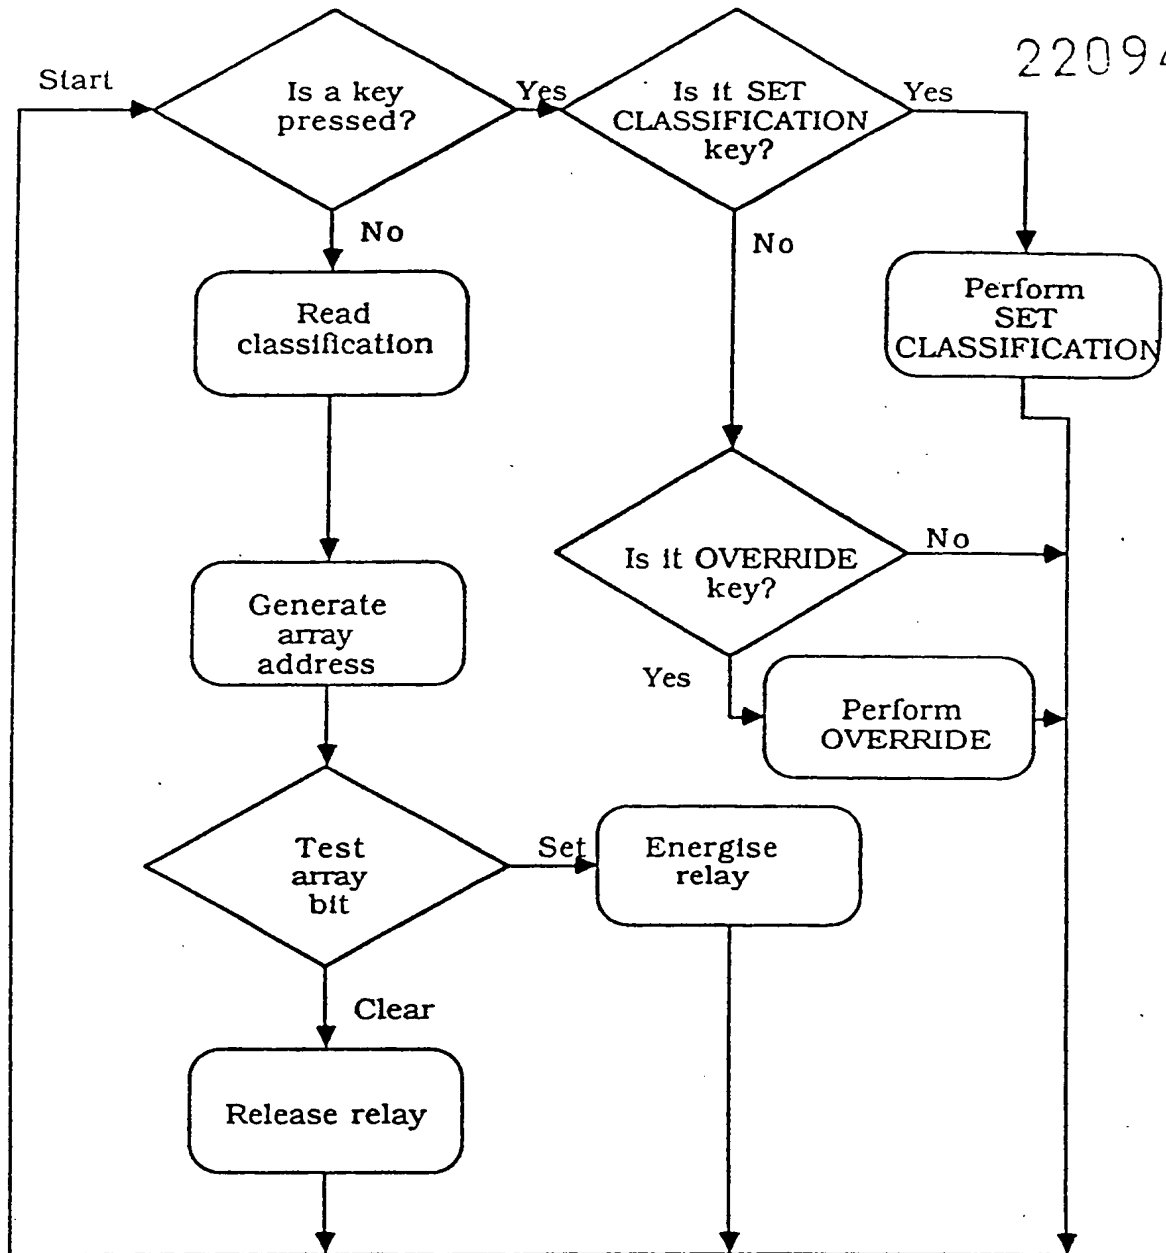 22094
Start
Is a key
pressed?
Yes
Is it SET
CLASSIFICATION
key?
Yes
No
No
Read
classification
Perform
SET
CLASSIFICATION
Generate
array
address
Is it OVERRIDE
key?
No
Yes
Perform
OVERRIDE
Test
array
bit
Set
Energise
relay
Clear
Release relay